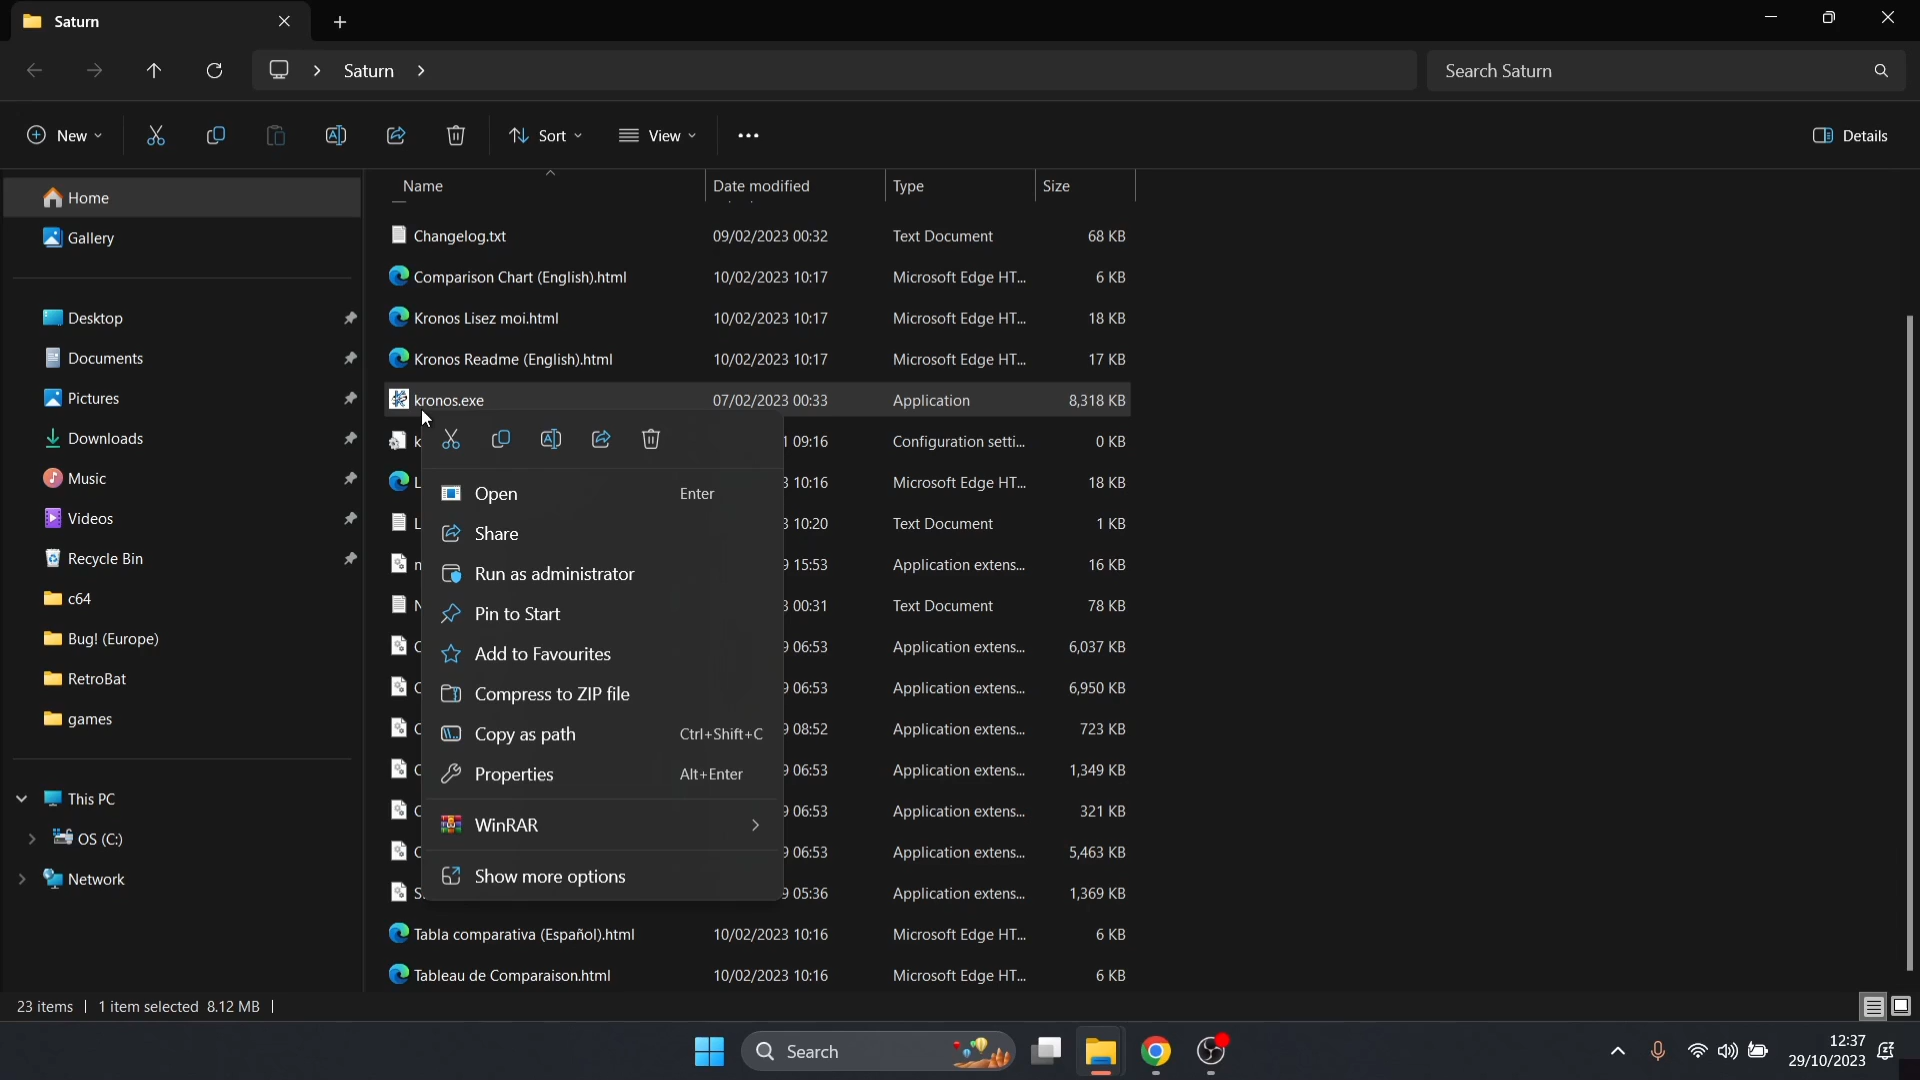 Saturn
Saturn
Search Saturn
New
Sort
View
Details
Name
Date modified
Type
Size
Home
Gallery
Desktop
Documents
Pictures
Downloads
Music
Videos
Recycle Bin
c64
Bug! (Europe)
RetroBat
games
This PC
OS (C:)
Network
Changelog.txt 09/02/2023 00:32 Text Document 68 KB
Comparison Chart (English).html 10/02/2023 10:17 Microsoft Edge HT... 6 KB
Kronos Lisez moi.html 10/02/2023 10:17 Microsoft Edge HT... 18 KB
Kronos Readme (English).html 10/02/2023 10:17 Microsoft Edge HT... 17 KB
kronos.exe 07/02/2023 00:33 Application 8,318 KB
09:16 Configuration setti... 0 KB
10:16 Microsoft Edge HT... 18 KB
10:20 Text Document 1 KB
15:53 Application extens... 16 KB
00:31 Text Document 78 KB
06:53 Application extens... 6,037 KB
06:53 Application extens... 6,950 KB
08:52 Application extens... 723 KB
06:53 Application extens... 1,349 KB
06:53 Application extens... 321 KB
06:53 Application extens... 5,463 KB
05:36 Application extens... 1,369 KB
Tabla comparativa (Español).html 10/02/2023 10:16 Microsoft Edge HT... 6 KB
Tableau de Comparaison.html 10/02/2023 10:16 Microsoft Edge HT... 6 KB
Open Enter
Share
Run as administrator
Pin to Start
Add to Favourites
Compress to ZIP file
Copy as path Ctrl+Shift+C
Properties Alt+Enter
WinRAR
Show more options
23 items | 1 item selected 8.12 MB |
Search
12:37
29/10/2023